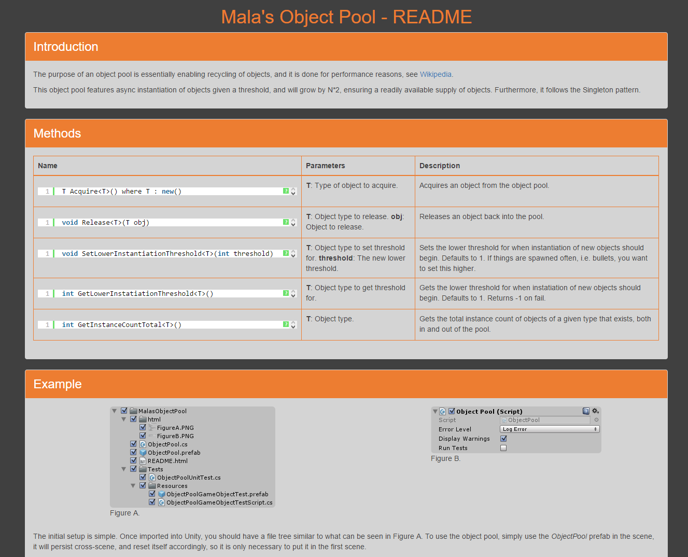 Mala's Object Pool - README
Introduction
The purpose of an object pool is essentially enabling recycling of objects, and it is done for performance reasons, see Wikipedia.
This object pool features async instantiation of objects given a threshold, and will grow by N*2, ensuring a readily available supply of objects. Furthermore, it follows the Singleton pattern.
Methods
Name Parameters Description
1 T Acquire<T>() where T : new() ?
T: Type of object to acquire.
Acquires an object from the object pool.
1 void Release<T>(T obj) ?
T: Object type to release. obj:
Object to release.
Releases an object back into the pool.
1 void SetLowerInstantiationThreshold<T>(int threshold) ?
T: Object type to set threshold
for. threshold: The new lower
threshold.
Sets the lower threshold for when instantiation of new objects should
begin. Defaults to 1. If things are spawned often, i.e. bullets, you want
to set this higher.
1 int GetLowerInstatiationThreshold<T>() ?
T: Object type to get threshold
for.
Gets the lower threshold for when instatiation of new objects should
begin. Defaults to 1. Returns -1 on fail.
1 int GetInstanceCountTotal<T>() ?
T: Object type.
Gets the total instance count of objects of a given type that exists, both
in and out of the pool.
Example
MalasObjectPool
html
FigureA.PNG
FigureB.PNG
ObjectPool.cs
ObjectPool.prefab
README.html
Tests
ObjectPoolUnitTest.cs
Resources
ObjectPoolGameObjectTest.prefab
ObjectPoolGameObjectTestScript.cs
Figure A.
Object Pool (Script)
Script ObjectPool
Error Level Log Error
Display Warnings
Run Tests
Figure B.
The initial setup is simple. Once imported into Unity, you should have a file tree similar to what can be seen in Figure A. To use the object pool, simply use the ObjectPool prefab in the scene,
it will persist cross-scene, and reset itself accordingly, so it is only necessary to put it in the first scene.